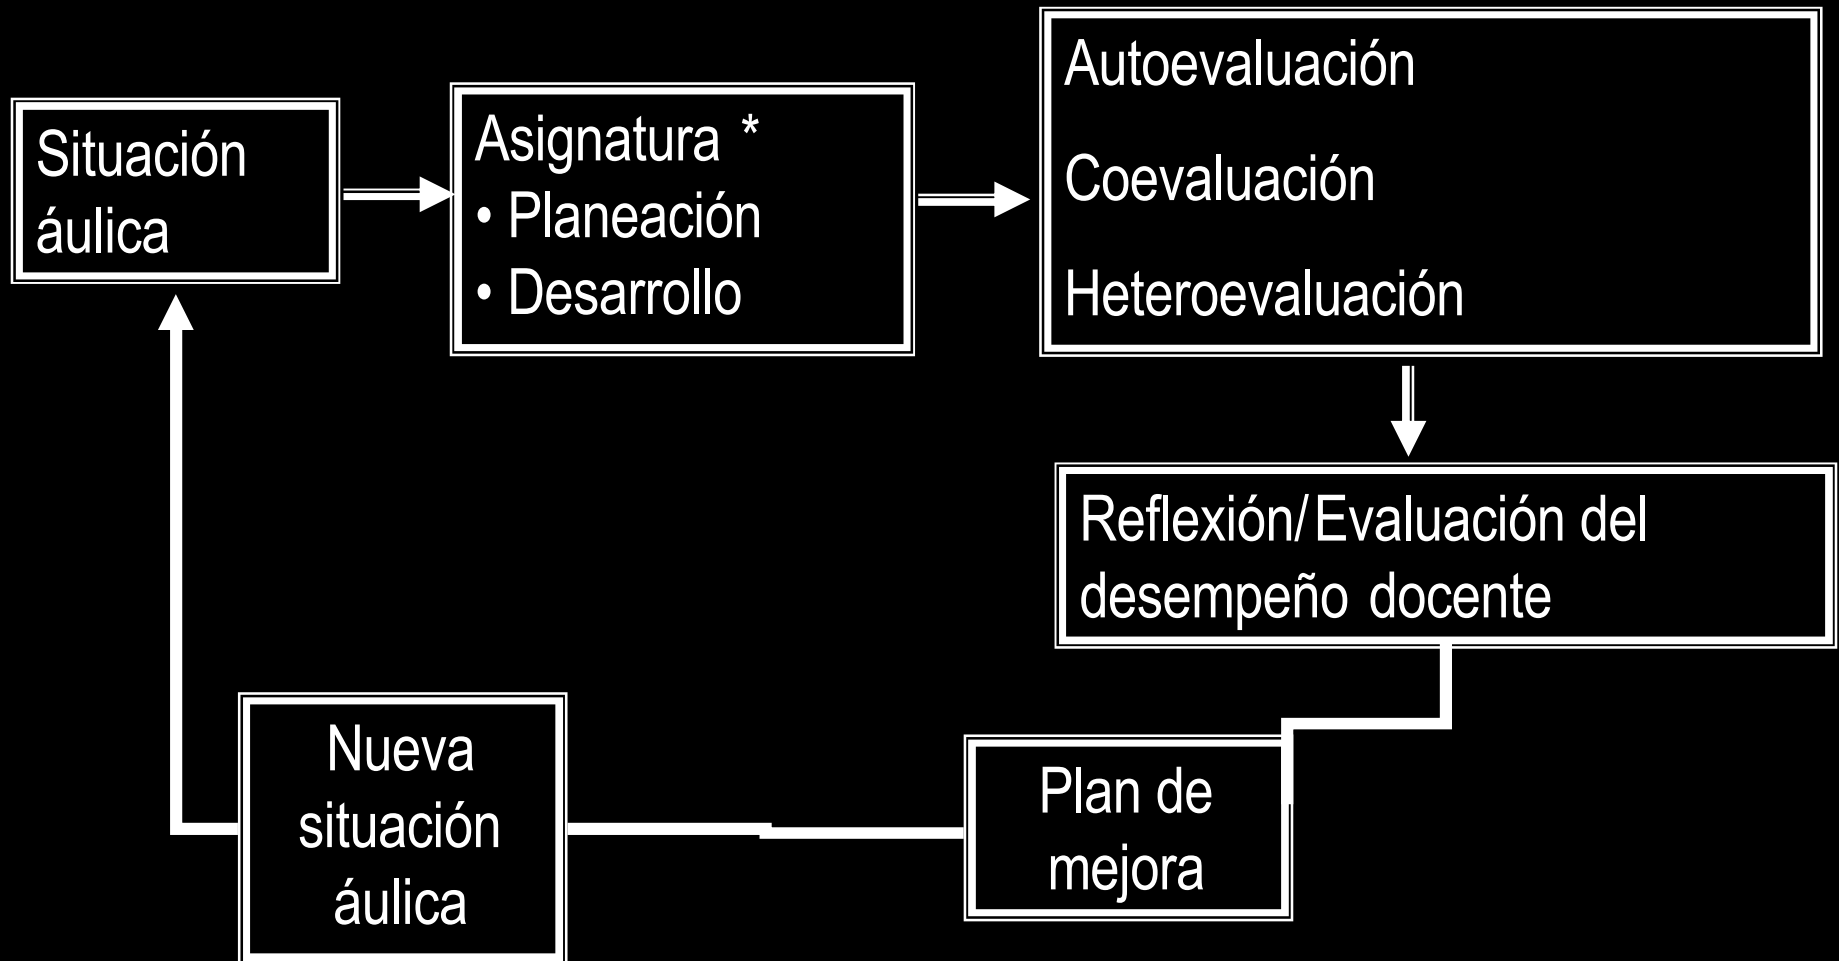 Situación
áulica
Asignatura *
• Planeación
• Desarrollo
Autoevaluación
Coevaluación
Heteroevaluación
Reflexión/Evaluación del
desempeño docente
Plan de
mejora
Nueva
situación
áulica